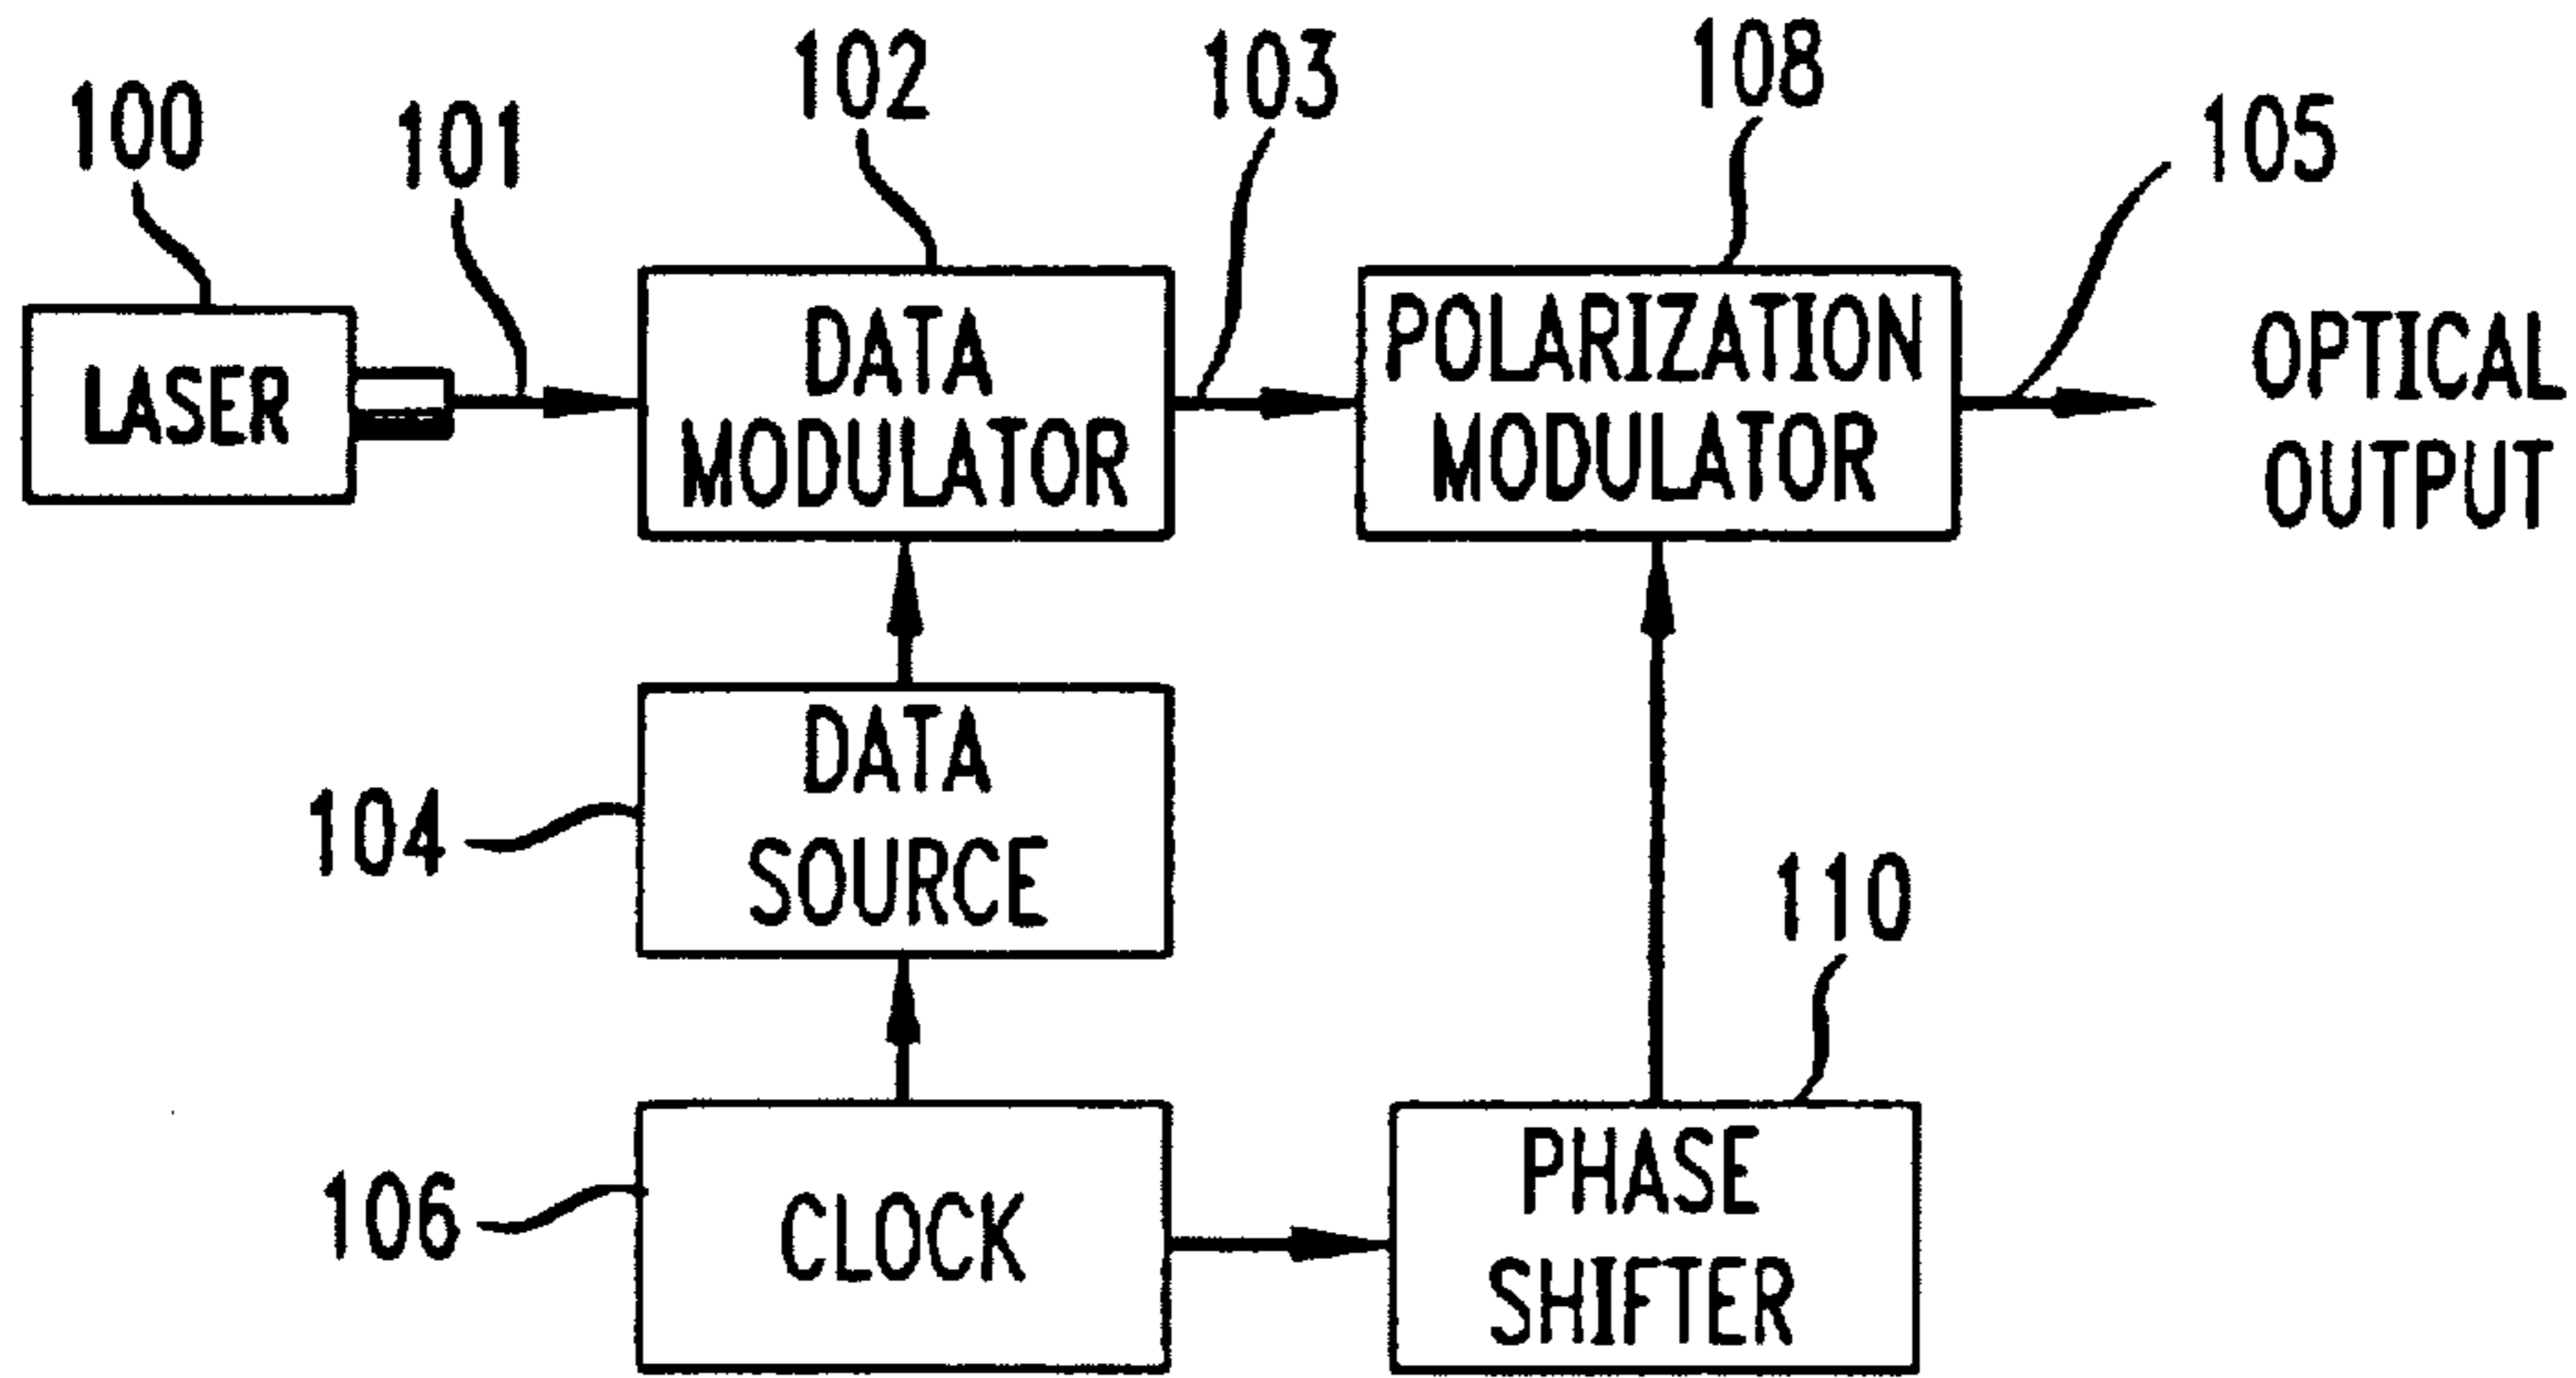 100
101
102
103
108
105
LASER
DATA
MODULATOR
POLARIZATION
MODULATOR
OPTICAL
OUTPUT
104
DATA
SOURCE
110
106
CLOCK
PHASE
SHIFTER